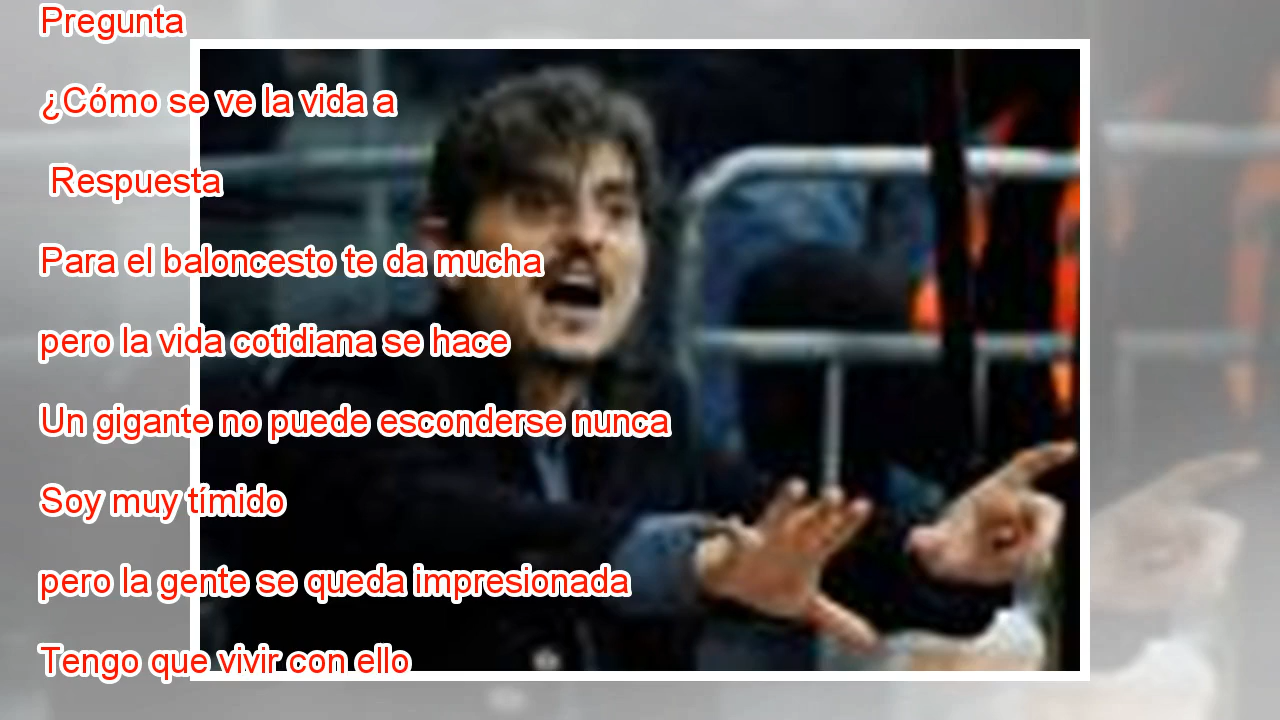 Pregunta
¿Cómo se ve la vida a
Respuesta
Para el baloncesto te da mucha
pero la vida cotidiana se hace
Un gigante no puede esconderse nunca
Soy muy tímido
pero la gente se queda impresionada
Tengo que vivir con ello